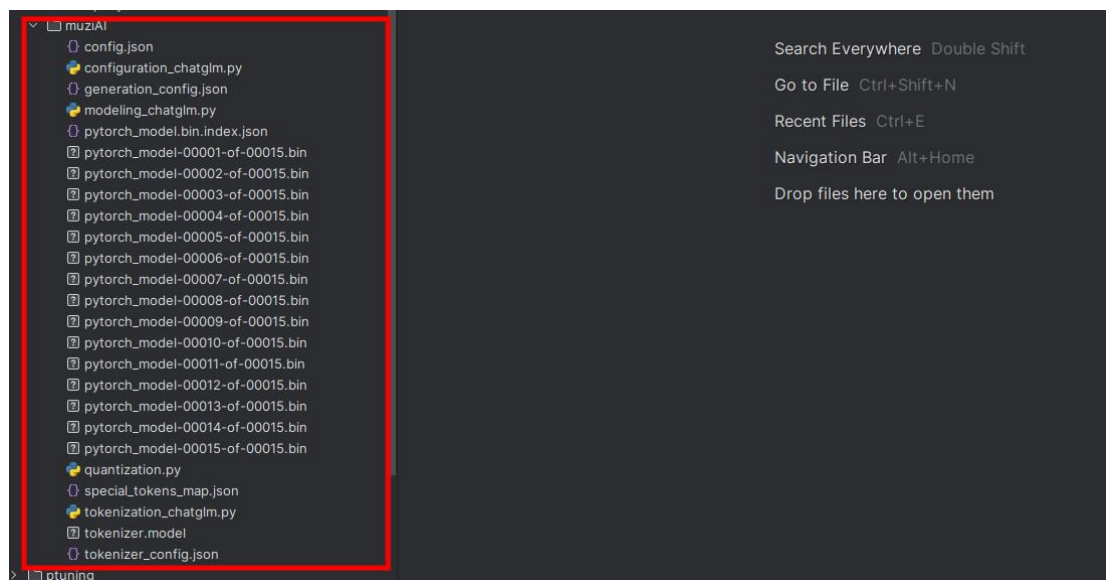 muziAI
config.json
configuration_chatglm.py
generation_config.json
modeling_chatglm.py
pytorch_model.bin.index.json
pytorch_model-00001-of-00015.bin
pytorch_model-00002-of-00015.bin
pytorch_model-00003-of-00015.bin
pytorch_model-00004-of-00015.bin
pytorch_model-00005-of-00015.bin
pytorch_model-00006-of-00015.bin
pytorch_model-00007-of-00015.bin
pytorch_model-00008-of-00015.bin
pytorch_model-00009-of-00015.bin
pytorch_model-00010-of-00015.bin
pytorch_model-00011-of-00015.bin
pytorch_model-00012-of-00015.bin
pytorch_model-00013-of-00015.bin
pytorch_model-00014-of-00015.bin
pytorch_model-00015-of-00015.bin
quantization.py
special_tokens_map.json
tokenization_chatglm.py
tokenizer.model
tokenizer_config.json
ptuning
Search Everywhere Double Shift
Go to File Ctrl+Shift+N
Recent Files Ctrl+E
Navigation Bar Alt+Home
Drop files here to open them